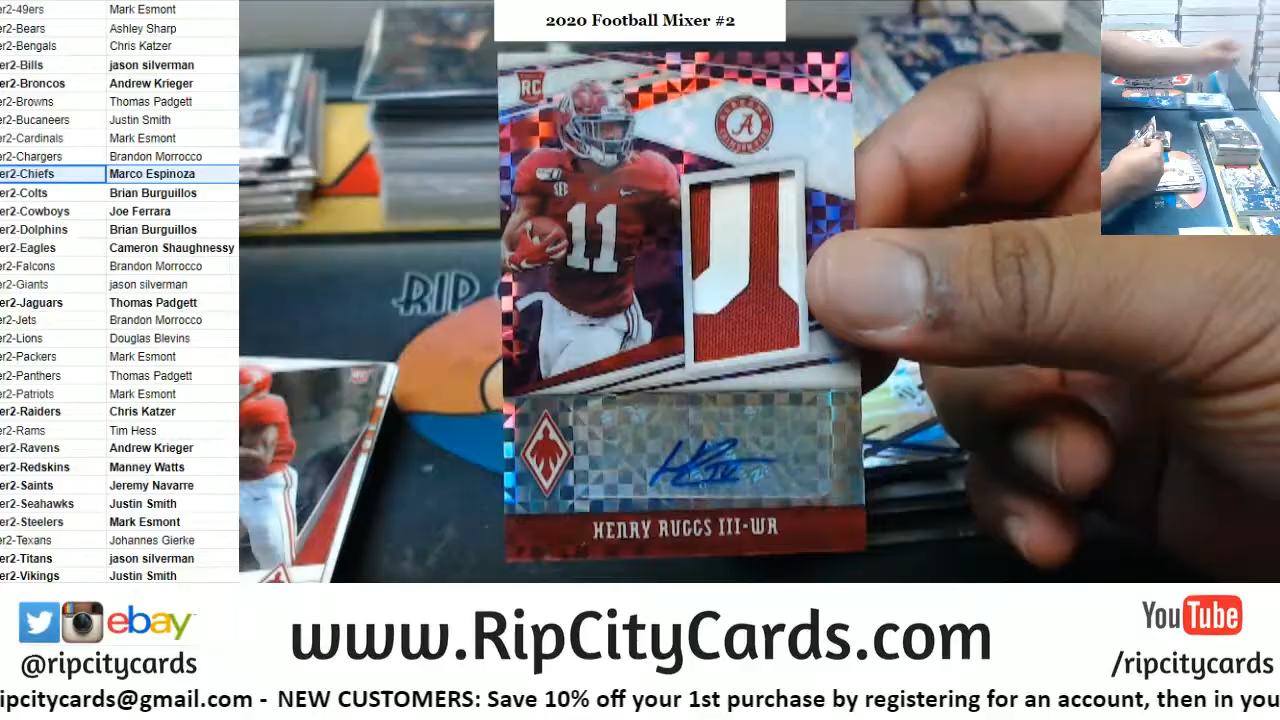 2020 Football Mixer #2
er2-49ers Mark Esmont
er2-Bears Ashley Sharp
er2-Bengals Chris Katzer
er2-Bills jason silverman
er2-Broncos Andrew Krieger
er2-Browns Thomas Padgett
er2-Bucaneers Justin Smith
er2-Cardinals Mark Esmont
er2-Chargers Brandon Morrocco
er2-Chiefs Marco Espinoza
er2-Colts Brian Burguillos
er2-Cowboys Joe Ferrara
er2-Dolphins Brian Burguillos
er2-Eagles Cameron Shaughnessy
er2-Falcons Brandon Morrocco
er2-Giants jason silverman
er2-Jaguars Thomas Padgett
er2-Jets Brandon Morrocco
er2-Lions Douglas Blevins
er2-Packers Mark Esmont
er2-Panthers Thomas Padgett
er2-Patriots Mark Esmont
er2-Raiders Chris Katzer
er2-Rams Tim Hess
er2-Ravens Andrew Krieger
er2-Redskins Manney Watts
er2-Saints Jeremy Navarre
er2-Seahawks Justin Smith
er2-Steelers Mark Esmont
er2-Texans Johannes Gierke
er2-Titans jason silverman
er2-Vikings Justin Smith
RC
A
11
RIP
HENRY RUGGS III-WR
ebay
@ripcitycards
www.RipCityCards.com
YouTube
/ripcitycards
ipcitycards@gmail.com - NEW CUSTOMERS: Save 10% off your 1st purchase by registering for an account, then in you